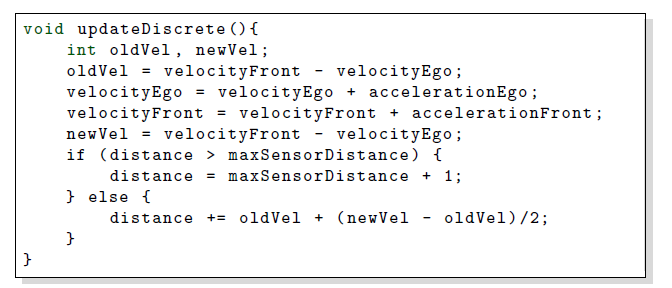 void updateDiscrete(){
    int oldVel, newVel;
    oldVel = velocityFront - velocityEgo;
    velocityEgo = velocityEgo + accelerationEgo;
    velocityFront = velocityFront + accelerationFront;
    newVel = velocityFront - velocityEgo;
    if (distance > maxSensorDistance) {
        distance = maxSensorDistance + 1;
    } else {
        distance += oldVel + (newVel - oldVel)/2;
    }
}